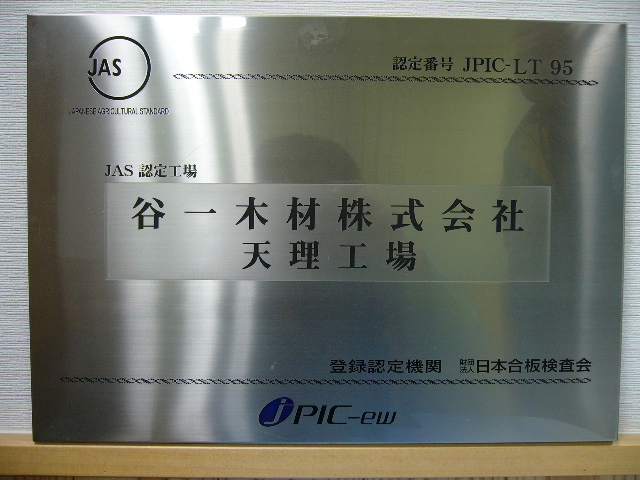 JAS
JAPANESE AGRICULTURAL STANDARD
認定番号 JPIC-LT 95
JAS 認定工場
谷一木材株式会社
天理工場
登録認定機関 財団法人日本合板検査会
JPIC-ew